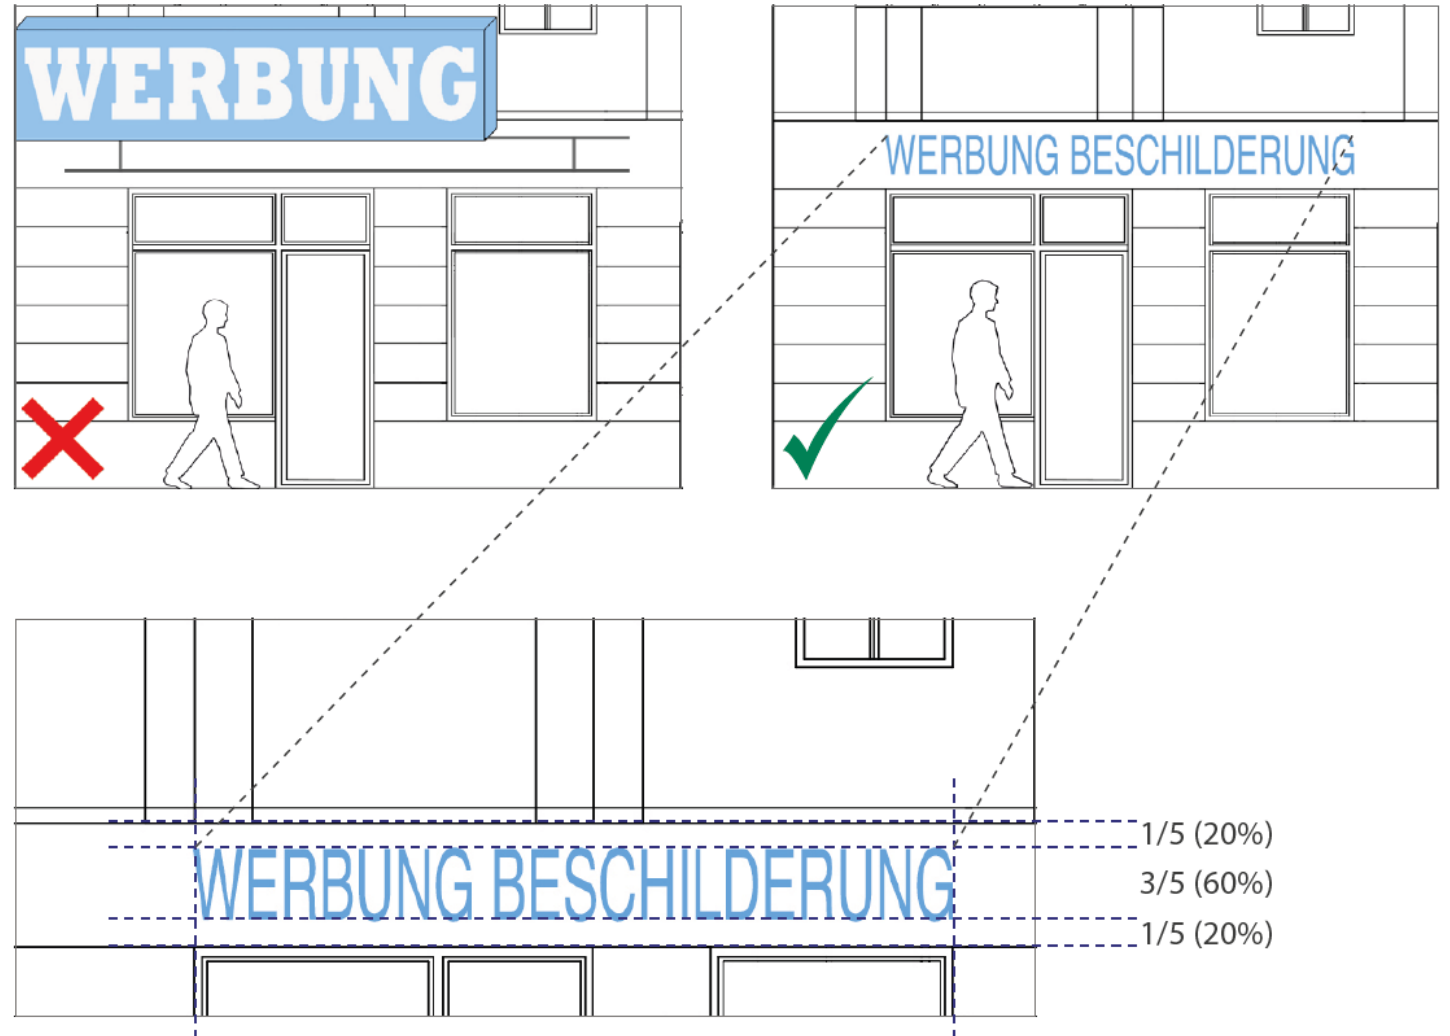 WERBUNG
WERBUNG BESCHILDERUNG
WERBUNG BESCHILDERUNG
1/5 (20%)
3/5 (60%)
1/5 (20%)